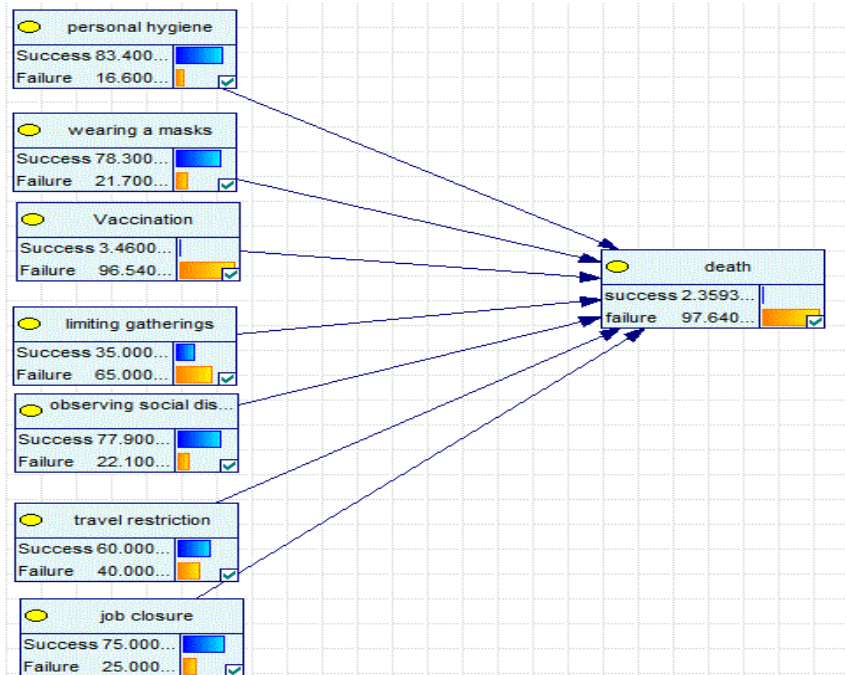 personal hygiene
Success 83.400...
Failure 16.600...
wearing a masks
Success 78.300...
Failure 21.700...
Vaccination
Success 3.4600...
Failure 96.540...
limiting gatherings
Success 35.000...
Failure 65.000...
observing social dis...
Success 77.900...
Failure 22.100...
travel restriction
Success 60.000...
Failure 40.000...
job closure
Success 75.000...
Failure 25.000...
death
success 2.3593...
failure 97.640...